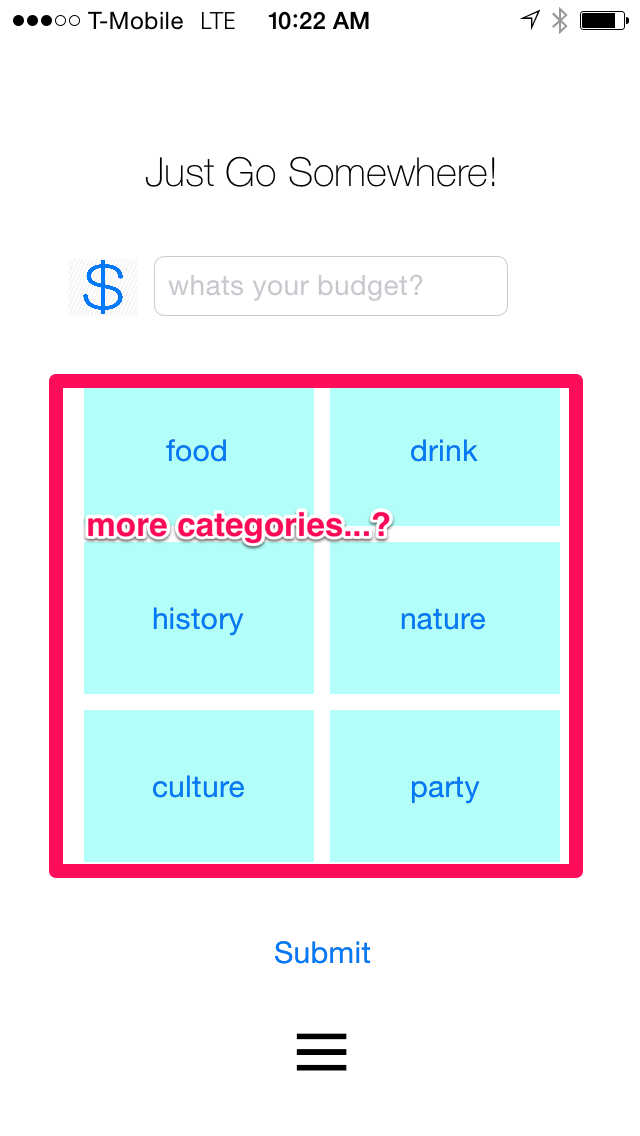 T-Mobile LTE 10:22 AM
Just Go Somewhere!
$ whats your budget?
food drink
more categories...?
history nature
culture party
Submit